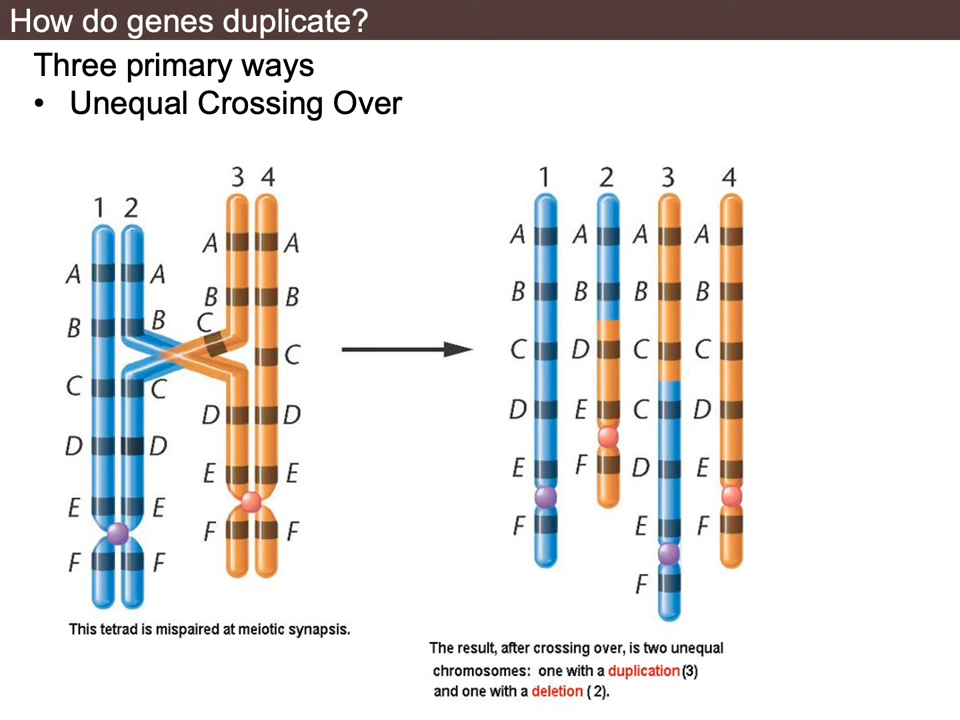 How do genes duplicate?
Three primary ways
• Unequal Crossing Over
3 4
1 2
1 2 3 4
A A A A
B B B C B
C C C
D D D D
E E E E
F F F F
A A A A
B B B B
C D C C
D E C D
E F D E
F E F
F
This tetrad is mispaired at meiotic synapsis.
The result, after crossing over, is two unequal
chromosomes: one with a duplication (3)
and one with a deletion ( 2).